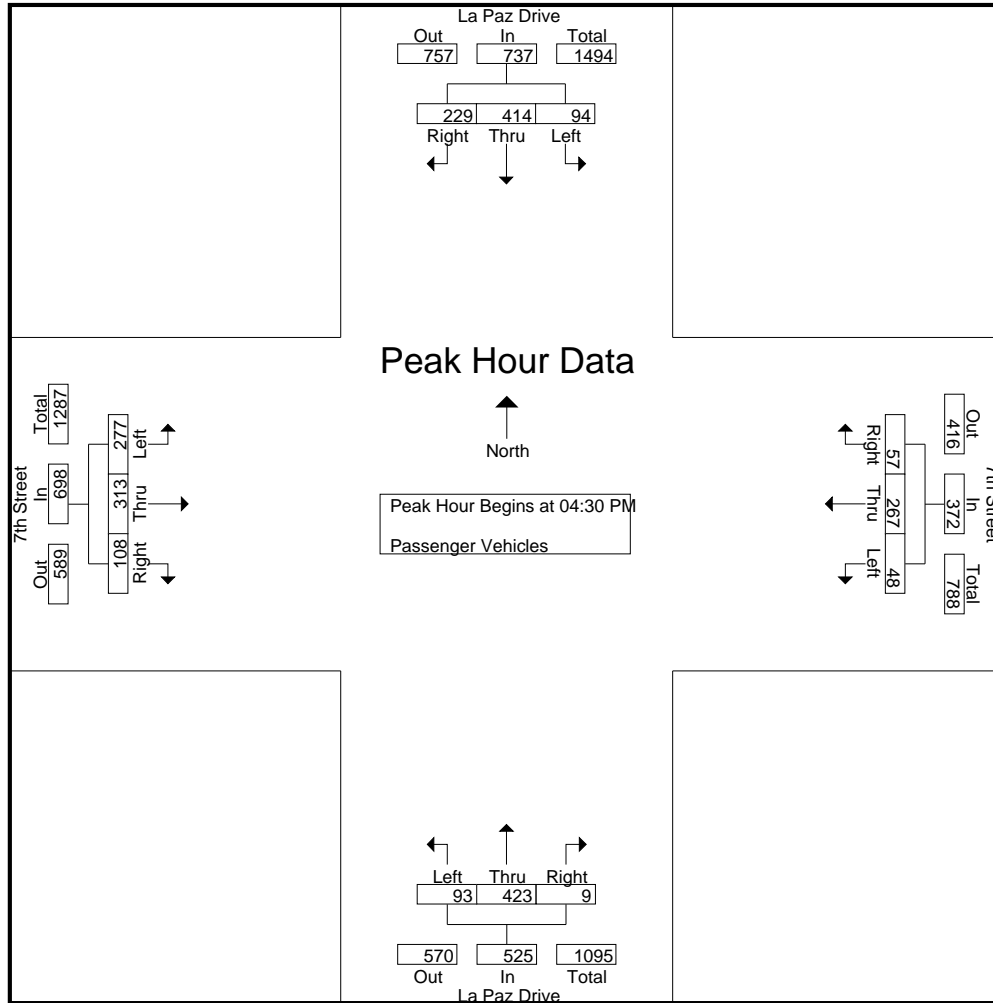 La Paz Drive
Out In Total
757 737 1494
229 414 94
Right Thru Left
Peak Hour Data
North
Peak Hour Begins at 04:30 PM
Passenger Vehicles
7th Street
Total In Out
1287 698 589
277 313 108
Left Thru Right
Right Thru Left
57 267 48
416 372 788
Out In Total
7th Street
Left Thru Right
93 423 9
570 525 1095
Out In Total
La Paz Drive